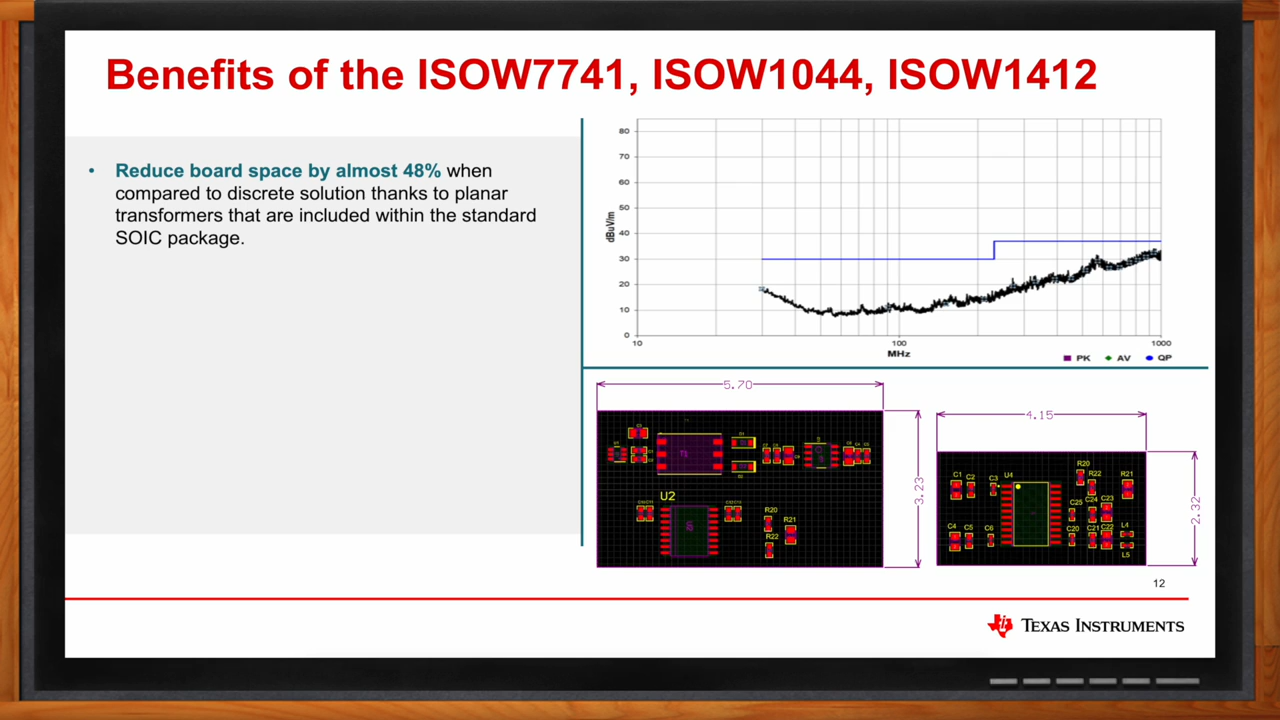 Benefits of the ISOW7741, ISOW1044, ISOW1412
• Reduce board space by almost 48% when
compared to discrete solution thanks to planar
transformers that are included within the standard
SOIC package.
80
70
60
50
40
30
20
10
0
dBuV/m
10
100
1000
MHz
PK
AV
QP
5.70
3.23
U2
R20
R21
R22
4.15
2.32
C1
C2
C3
U4
R20
R22
R21
C25
C24
C23
C4
C5
C6
C20
C21
C22
L4
L5
12
TEXAS INSTRUMENTS